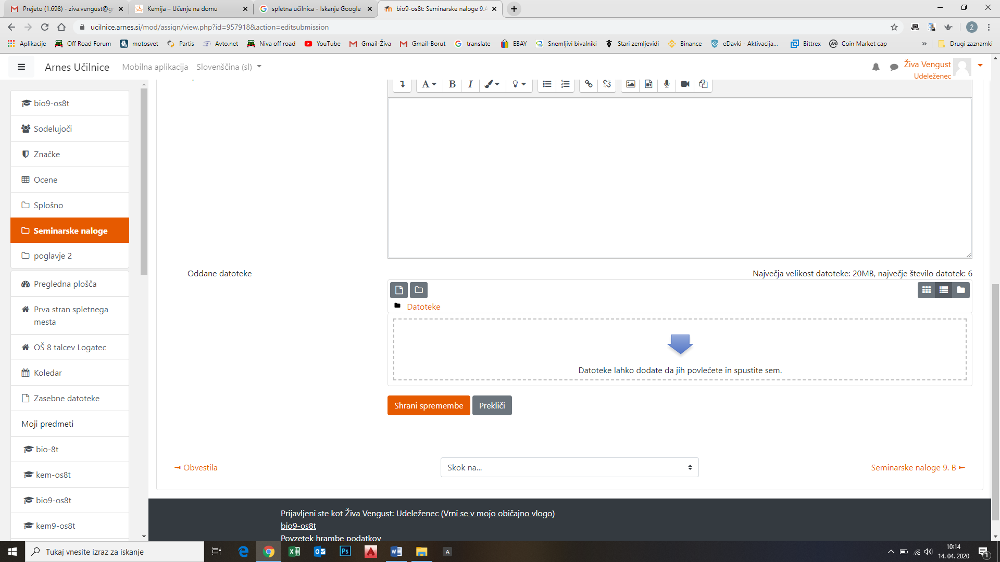 Prejeto (1.698) - ziva.vengust@gr
Kemija – Učenje na domu
spletna učilnica - Iskanje Google
bio9-os8t: Seminarske naloge 9.A
ucilnice.arnes.si/mod/assign/view.php?id=957918&action=editsubmission
Ž
Aplikacije Off Road Forum motosvet Partis Avto.net Niva off road YouTube Gmail-Živa Gmail-Borut translate EBAY Snemljivi bivalniki Stari zemljevidi Binance eDavki - Aktivacija... Bittrex Coin Market cap » Drugi zaznamki
Arnes Učilnice Mobilna aplikacija Slovenščina (sl)
Živa Vengust
Udeleženec
A B I
bio9-os8t
Sodelujoči
Značke
Ocene
Splošno
Seminarske naloge
poglavje 2
Pregledna plošča
Prva stran spletnega
mesta
OŠ 8 talcev Logatec
Koledar
Zasebne datoteke
Moji predmeti
bio-8t
kem-os8t
bio9-os8t
kem9-os8t
Oddane datoteke
Največja velikost datoteke: 20MB, največje število datotek: 6
Datoteke
Datoteke lahko dodate da jih povlečete in spustite sem.
Shrani spremembe Prekliči
◄ Obvestila
Skok na...
Seminarske naloge 9. B ►
Prijavljeni ste kot Živa Vengust: Udeleženec (Vrni se v mojo običajno vlogo)
bio9-os8t
Povzetek hrambe podatkov
Tukaj vnesite izraz za iskanje
Ps
A
10:14
14. 04. 2020
1